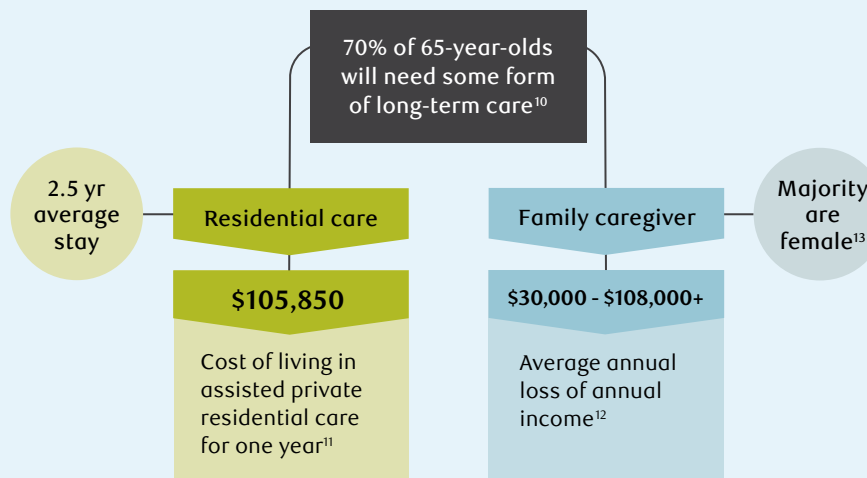 70% of 65-year-olds
will need some form
of long-term care¹⁰
2.5 yr
average
stay
Residential care
Family caregiver
Majority
are
female¹³
$105,850
$30,000 - $108,000+
Cost of living in
assisted private
residential care
for one year¹¹
Average annual
loss of annual
income¹²